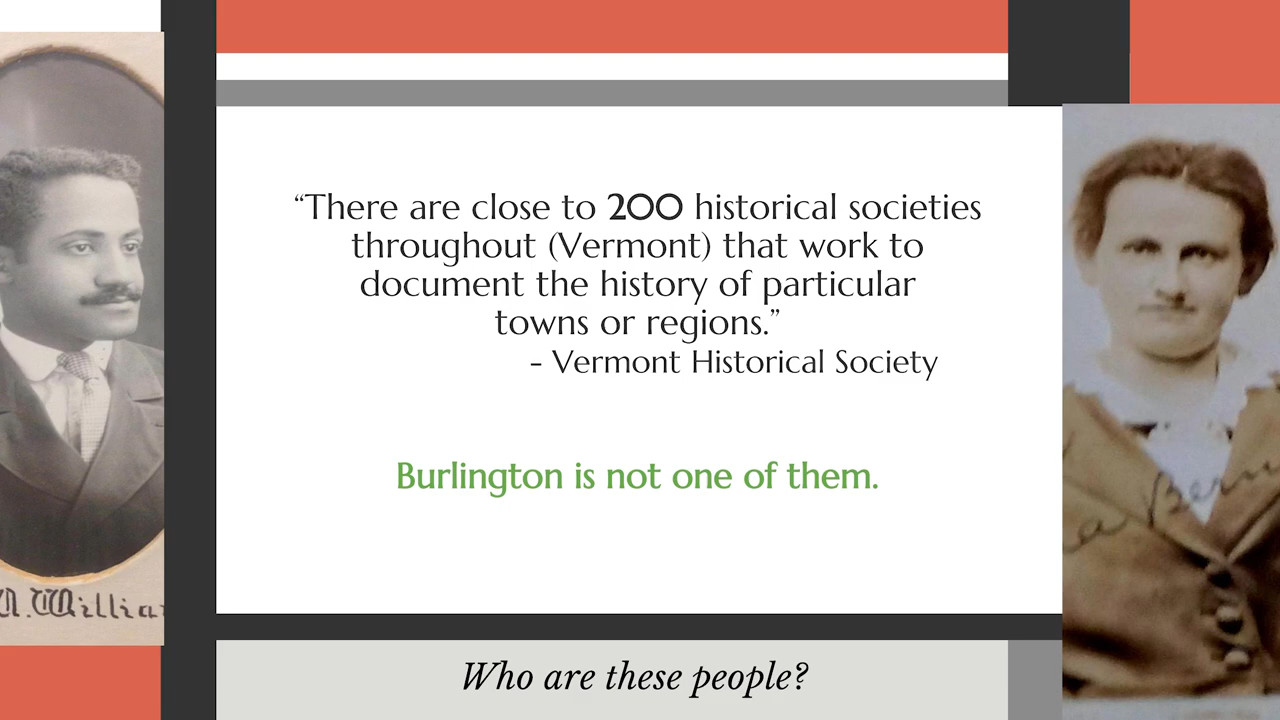 “There are close to 200 historical societies
throughout (Vermont) that work to
document the history of particular
towns or regions.”
- Vermont Historical Society
Burlington is not one of them.
Who are these people?